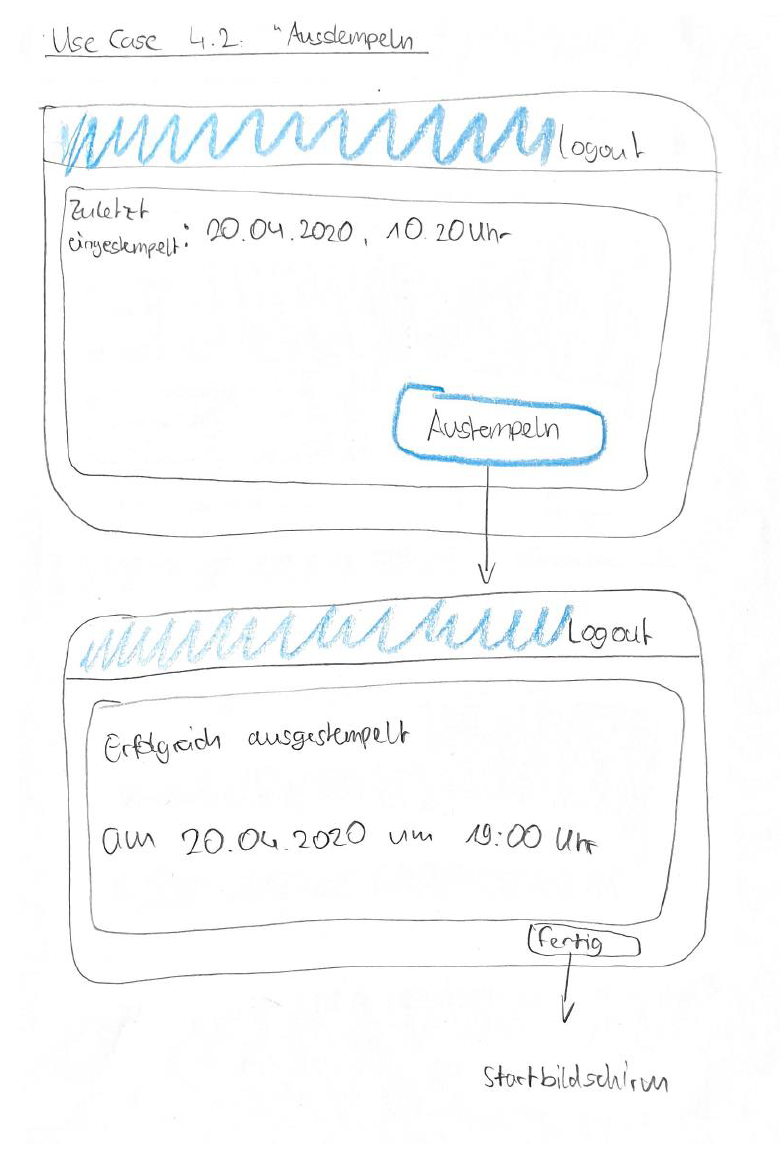 Use Case 4.2. "Ausstempeln
Logout
Zuletzt
eingestempelt: 20.04.2020, 10.20 Uhr
Austempeln
Logout
Erfolgreich ausgestempelt
am 20.04.2020 um 19:00 Uhr
Fertig
Startbildschirm